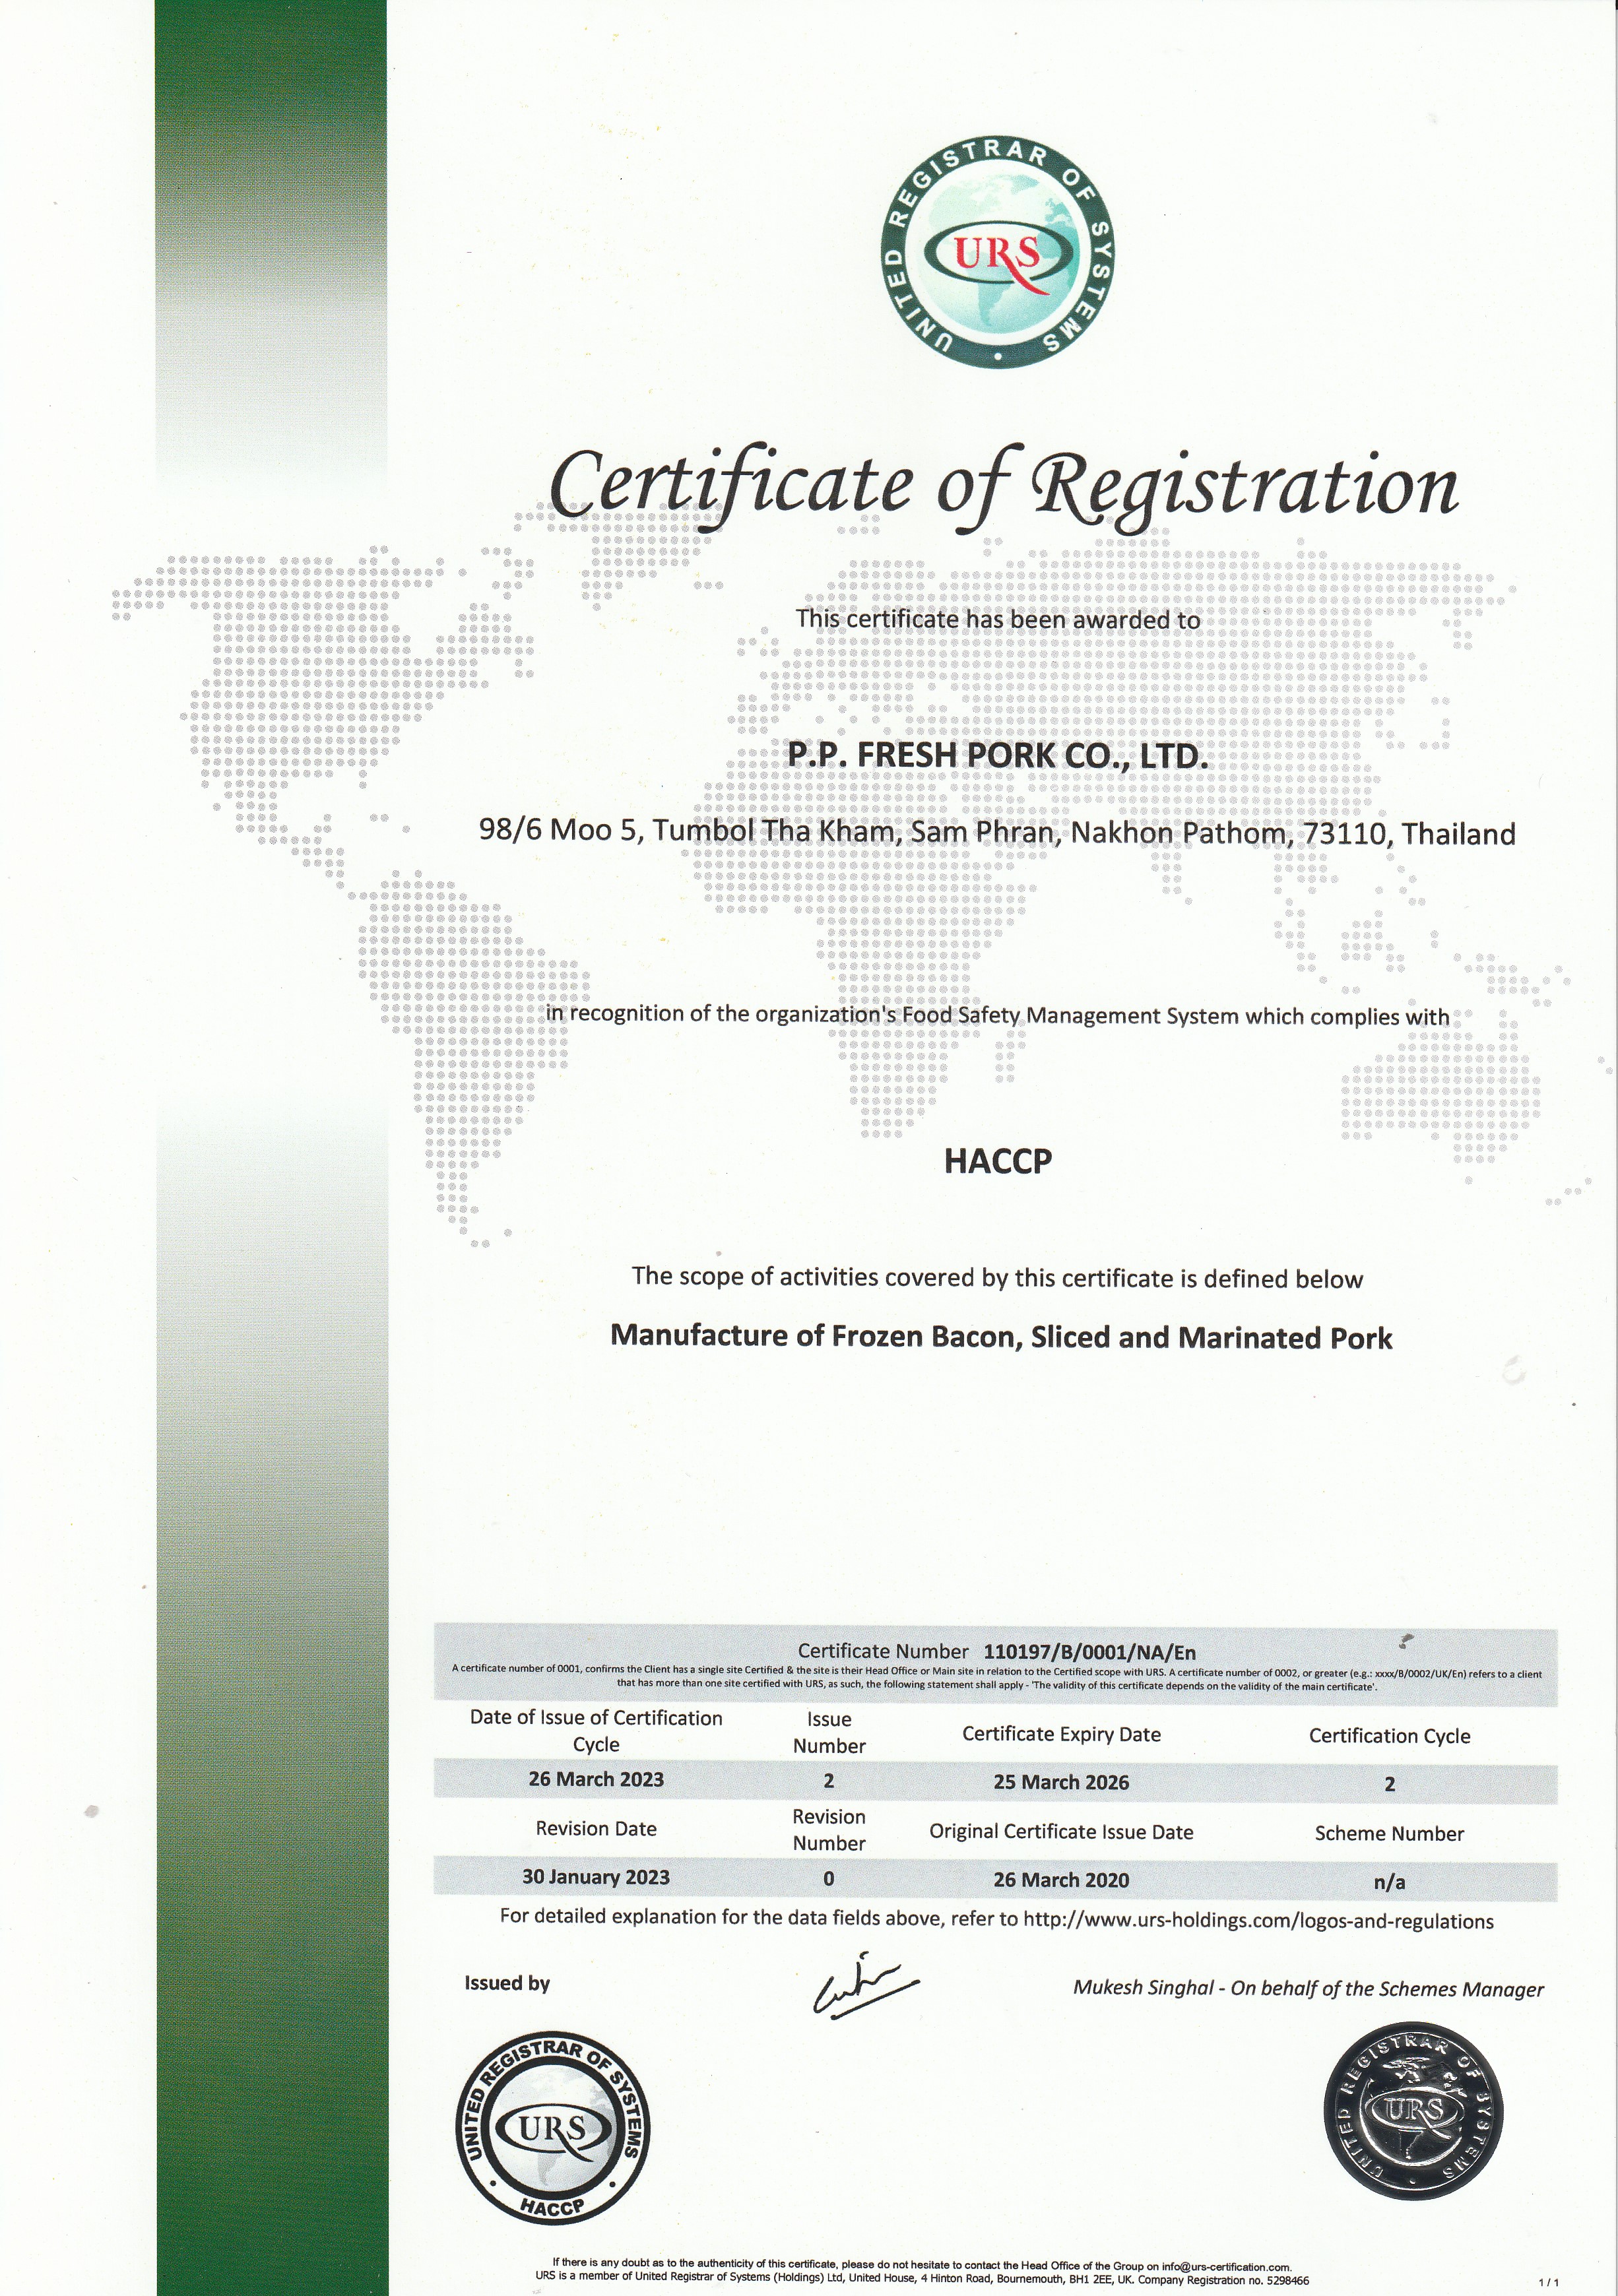 UNITED REGISTRAR OF SYSTEMS
URS
Certificate of Registration
This certificate has been awarded to
P.P. FRESH PORK CO., LTD.
98/6 Moo 5, Tumbol Tha Kham, Sam Phran, Nakhon Pathom, 73110, Thailand
in recognition of the organization's Food Safety Management System which complies with
HACCP
The scope of activities covered by this certificate is defined below
Manufacture of Frozen Bacon, Sliced and Marinated Pork
Certificate Number 110197/B/0001/NA/En
A certificate number of 0001, confirms the Client has a single site Certified & the site is their Head Office or Main site in relation to the Certified scope with URS. A certificate number of 0002, or greater (e.g.: xxxx/B/0002/UK/En) refers to a client
that has more than one site certified with URS, as such, the following statement shall apply - 'The validity of this certificate depends on the validity of the main certificate'.
Date of Issue of Certification Cycle
Issue Number
Certificate Expiry Date
Certification Cycle
26 March 2023 2 25 March 2026 2
Revision Date
Revision Number
Original Certificate Issue Date
Scheme Number
30 January 2023 0 26 March 2020 n/a
For detailed explanation for the data fields above, refer to http://www.urs-holdings.com/logos-and-regulations
Issued by
Mukesh Singhal - On behalf of the Schemes Manager
UNITED REGISTRAR OF SYSTEMS
URS
HACCP
UNITED REGISTRAR OF SYSTEMS
URS
If there is any doubt as to the authenticity of this certificate, please do not hesitate to contact the Head Office of the Group on info@urs-certification.com.
URS is a member of United Registrar of Systems (Holdings) Ltd, United House, 4 Hinton Road, Bournemouth, BH1 2EE, UK. Company Registration no. 5298466
1 / 1